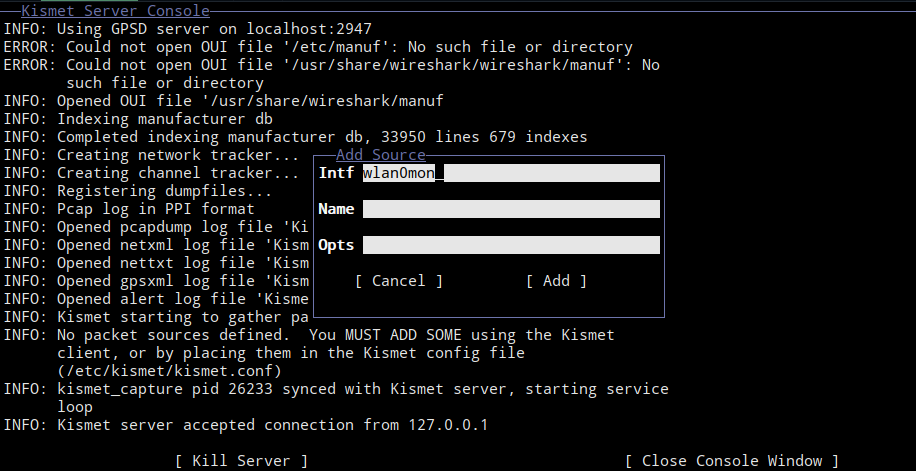 Kismet Server Console
INFO: Using GPSD server on localhost:2947
ERROR: Could not open OUI file '/etc/manuf': No such file or directory
ERROR: Could not open OUI file '/usr/share/wireshark/wireshark/manuf': No
such file or directory
INFO: Opened OUI file '/usr/share/wireshark/manuf
INFO: Indexing manufacturer db
INFO: Completed indexing manufacturer db, 33950 lines 679 indexes
INFO: Creating network tracker...
INFO: Creating channel tracker...
INFO: Registering dumpfiles...
INFO: Pcap log in PPI format
INFO: Opened pcapdump log file 'Ki
INFO: Opened netxml log file 'Kism
INFO: Opened nettxt log file 'Kism
INFO: Opened gpsxml log file 'Kism
INFO: Opened alert log file 'Kisme
INFO: Kismet starting to gather pa
INFO: No packet sources defined.  You MUST ADD SOME using the Kismet
client, or by placing them in the Kismet config file
(/etc/kismet/kismet.conf)
INFO: kismet_capture pid 26233 synced with Kismet server, starting service
loop
INFO: Kismet server accepted connection from 127.0.0.1
Add Source
Intf wlan0mon_
Name
Opts
[ Cancel ] [ Add ]
[ Kill Server ] [ Close Console Window ]